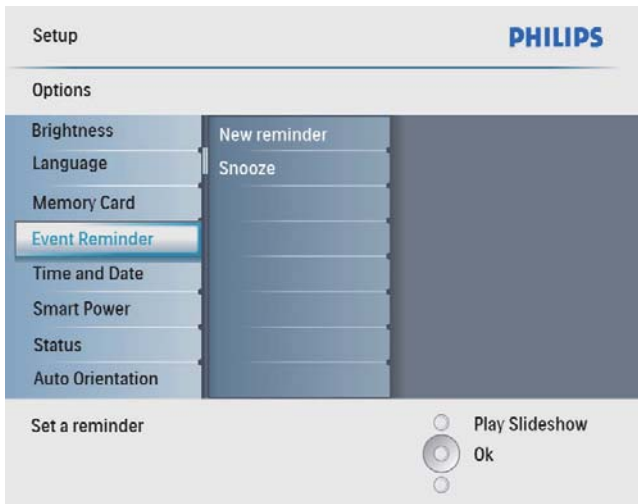 Setup
PHILIPS
Options
Brightness
Language
Memory Card
Event Reminder
Time and Date
Smart Power
Status
Auto Orientation
New reminder
Snooze
Set a reminder
Play Slideshow
Ok